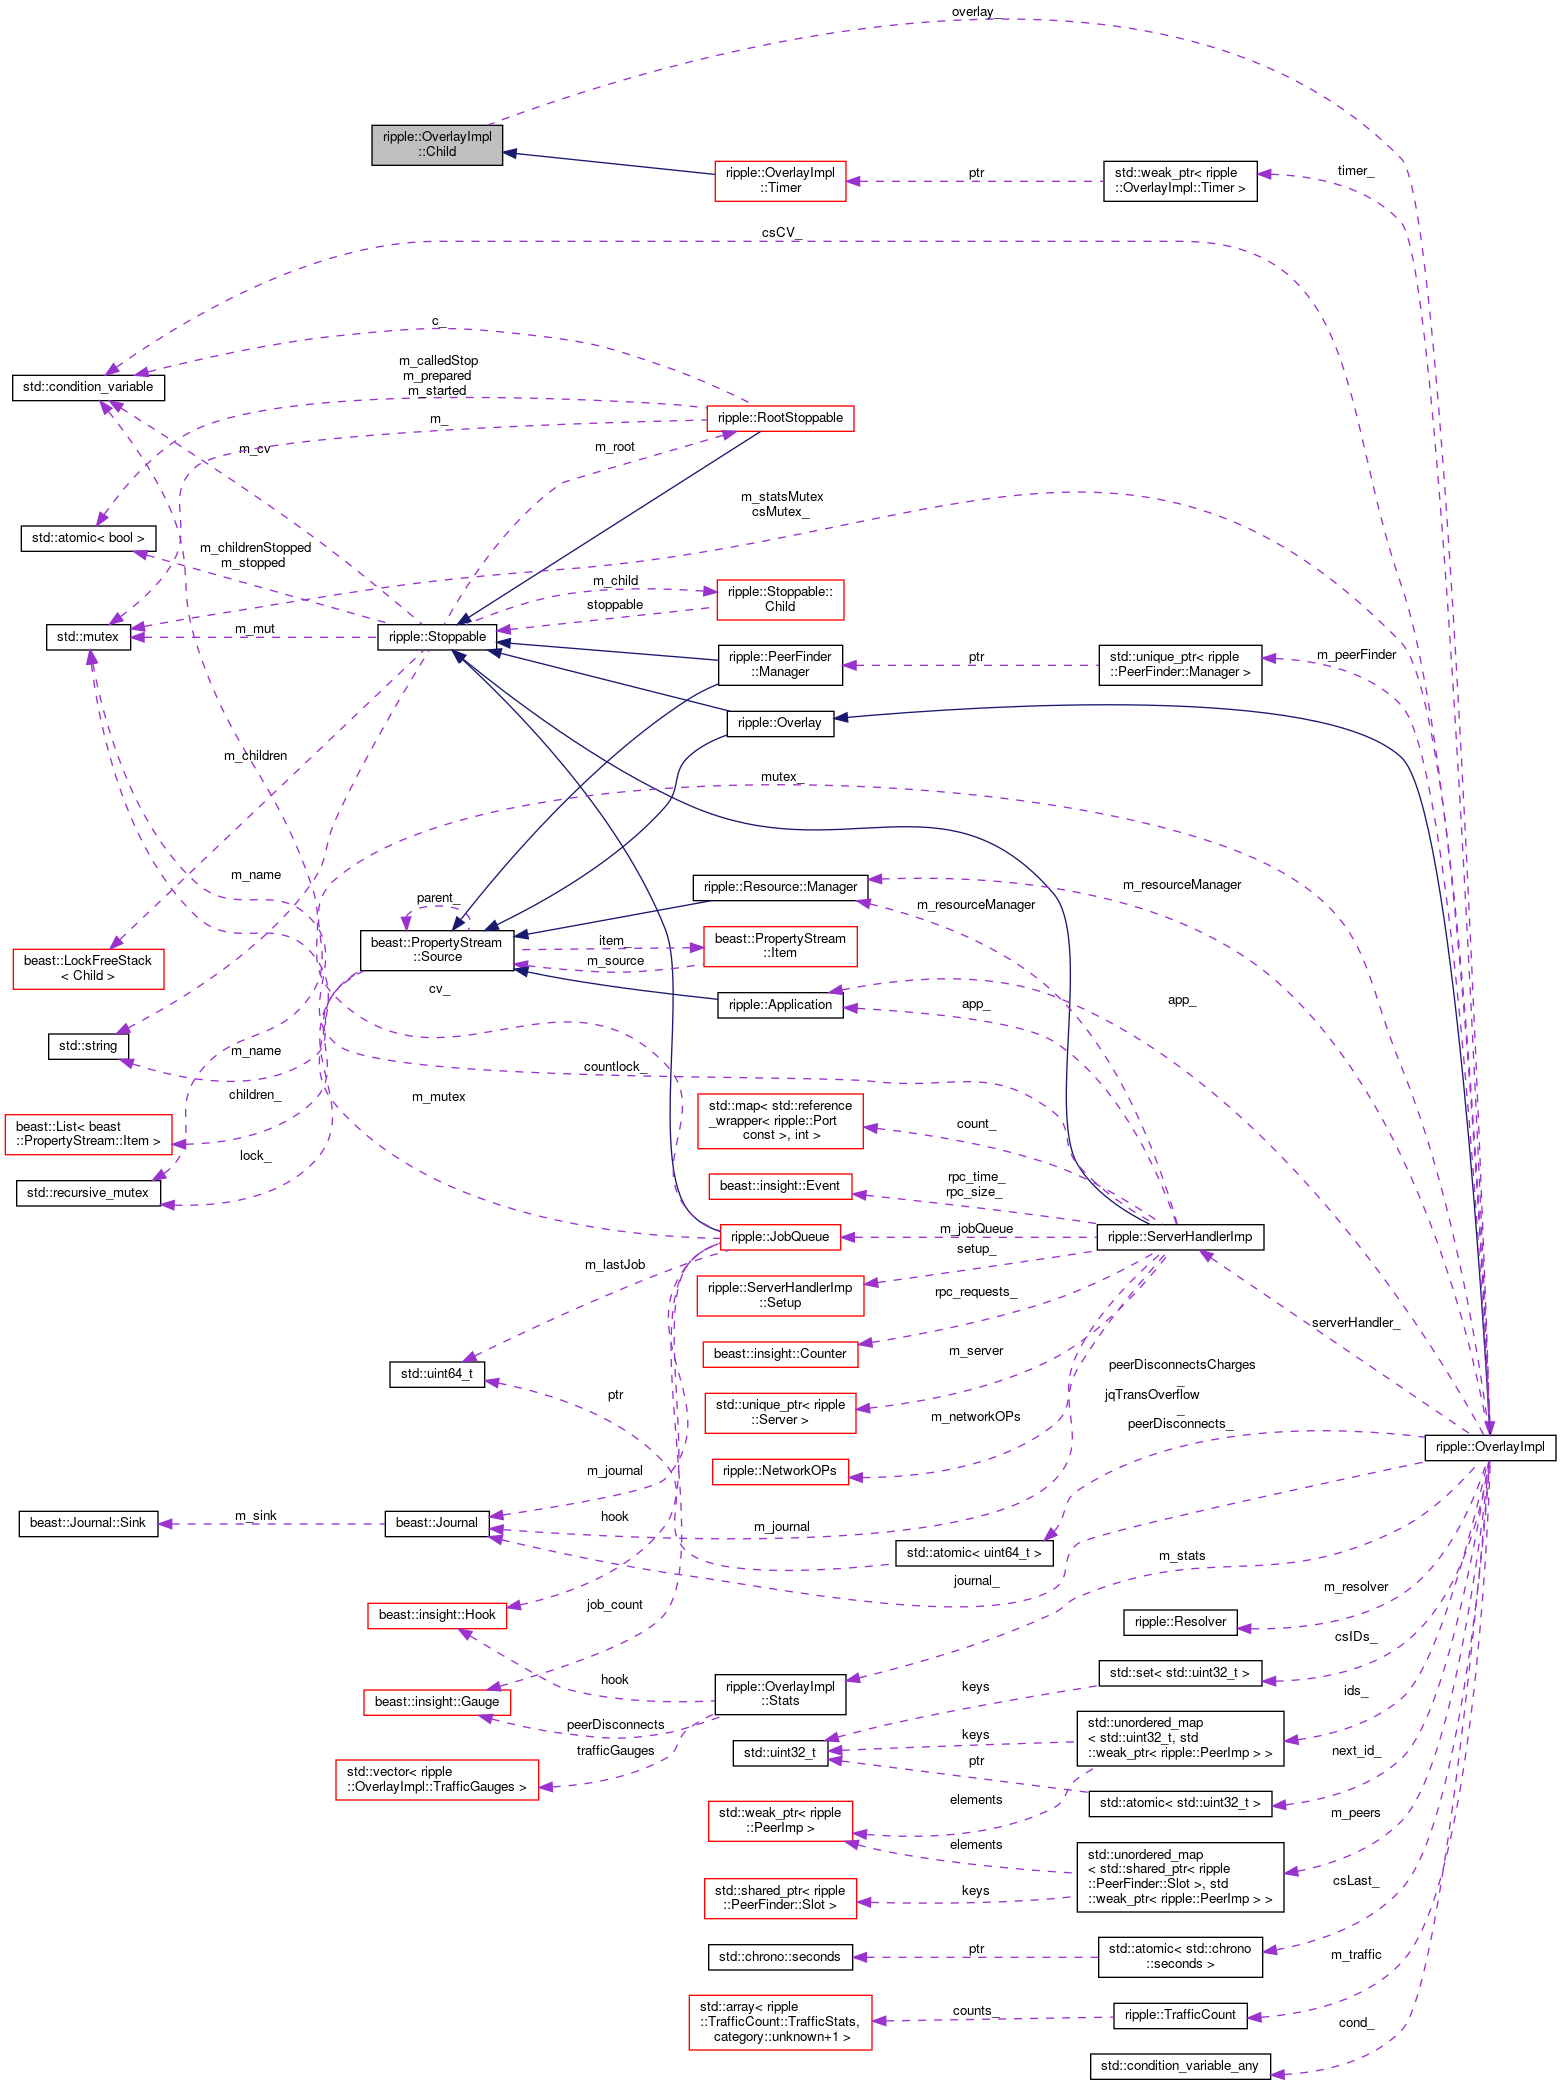 overlay_
ripple::OverlayImpl
::Child
ripple::OverlayImpl
::Timer
ptr
std::weak_ptr< ripple
::OverlayImpl::Timer >
timer_
csCV_
c_
std::condition_variable
m_calledStop
m_prepared
m_started
ripple::RootStoppable
m_
m_cv
m_root
m_statsMutex
csMutex_
std::atomic< bool >
m_childrenStopped
m_stopped
m_child
stoppable
ripple::Stoppable::
Child
std::mutex
m_mut
ripple::Stoppable
ripple::PeerFinder
::Manager
ptr
std::unique_ptr< ripple
::PeerFinder::Manager >
m_peerFinder
ripple::Overlay
m_children
mutex_
m_name
ripple::Resource::Manager
m_resourceManager
m_resourceManager
parent_
beast::PropertyStream
::Source
item_
m_source
beast::PropertyStream
::Item
beast::LockFreeStack
< Child >
cv_
ripple::Application
app_
app_
std::string
m_name
countlock_
children_
m_mutex
std::map< std::reference
_wrapper< ripple::Port
const >, int >
count_
beast::List< beast
::PropertyStream::Item >
lock_
std::recursive_mutex
beast::insight::Event
rpc_time_
rpc_size_
ripple::JobQueue
m_jobQueue
ripple::ServerHandlerImp
m_lastJob
setup_
ripple::ServerHandlerImp
::Setup
rpc_requests_
serverHandler_
beast::insight::Counter
m_server
std::uint64_t
ptr
std::unique_ptr< ripple
::Server >
peerDisconnectsCharges
_
jqTransOverflow
_
peerDisconnects_
m_networkOPs
ripple::OverlayImpl
m_journal
ripple::NetworkOPs
beast::Journal::Sink
m_sink
beast::Journal
hook
m_journal
std::atomic< uint64_t >
m_stats
journal_
m_resolver
beast::insight::Hook
job_count
ripple::Resolver
csIDs_
hook
ripple::OverlayImpl
::Stats
keys
std::set< std::uint32_t >
beast::insight::Gauge
ids_
peerDisconnects
trafficGauges
std::uint32_t
keys
ptr
std::unordered_map
< std::uint32_t, std
::weak_ptr< ripple::PeerImp > >
next_id_
std::vector< ripple
::OverlayImpl::TrafficGauges >
elements
std::atomic< std::uint32_t >
std::weak_ptr< ripple
::PeerImp >
m_peers
elements
std::unordered_map
< std::shared_ptr< ripple
::PeerFinder::Slot >, std
::weak_ptr< ripple::PeerImp > >
csLast_
std::shared_ptr< ripple
::PeerFinder::Slot >
keys
std::chrono::seconds
ptr
std::atomic< std::chrono
::seconds >
m_traffic
std::array< ripple
::TrafficCount::TrafficStats,
category::unknown+1 >
counts_
ripple::TrafficCount
cond_
std::condition_variable_any